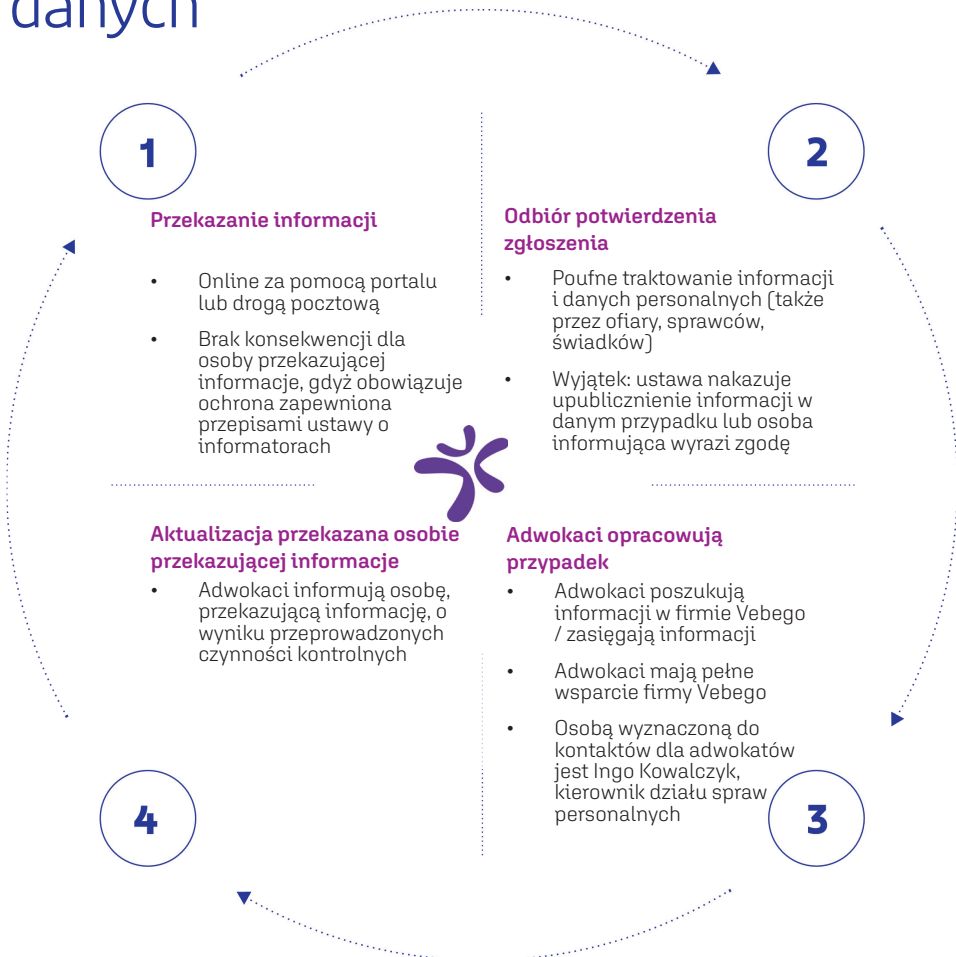 danych
1
Przekazanie informacji
• Online za pomocą portalu
lub drogą pocztową
• Brak konsekwencji dla
osoby przekazującej
informacje, gdyż obowiązuje
ochrona zapewniona
przepisami ustawy o
informatorach
2
Odbiór potwierdzenia
zgłoszenia
• Poufne traktowanie informacji
i danych personalnych (także
przez ofiary, sprawców,
świadków)
• Wyjątek: ustawa nakazuje
upublicznienie informacji w
danym przypadku lub osoba
informująca wyrazi zgodę
Adwokaci opracowują
przypadek
• Adwokaci poszukują
informacji w firmie Vebego
/ zasięgają informacji
• Adwokaci mają pełne
wsparcie firmy Vebego
• Osobą wyznaczoną do
kontaktów dla adwokatów
jest Ingo Kowalczyk,
kierownik działu spraw
personalnych
3
Aktualizacja przekazana osobie
przekazującej informacje
• Adwokaci informują osobę,
przekazującą informację, o
wyniku przeprowadzonych
czynności kontrolnych
4